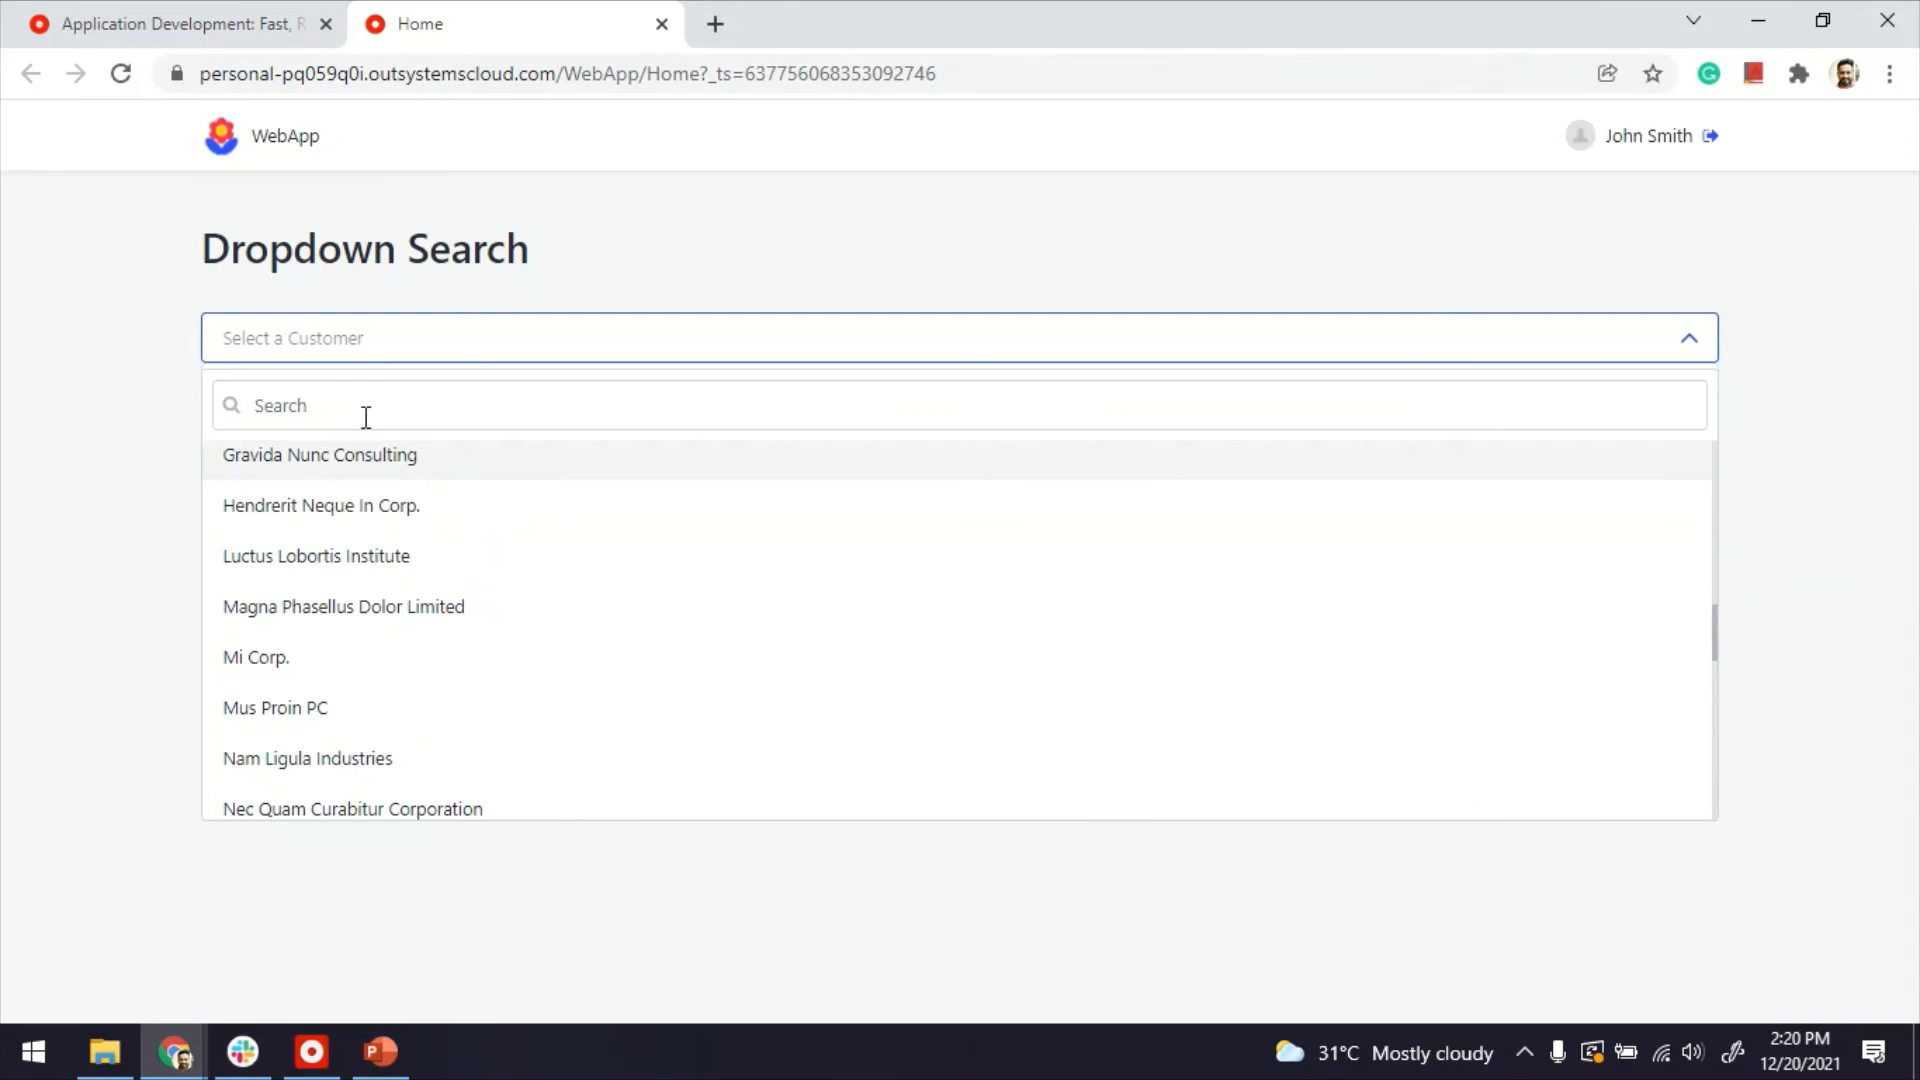 Application Development: Fast, R
Home
personal-pq059q0i.outsystemscloud.com/WebApp/Home?_ts=637756068353092746
WebApp
John Smith
Dropdown Search
Select a Customer
Search
Gravida Nunc Consulting
Hendrerit Neque In Corp.
Luctus Lobortis Institute
Magna Phasellus Dolor Limited
Mi Corp.
Mus Proin PC
Nam Ligula Industries
Nec Quam Curabitur Corporation
31°C Mostly cloudy
2:20 PM
12/20/2021